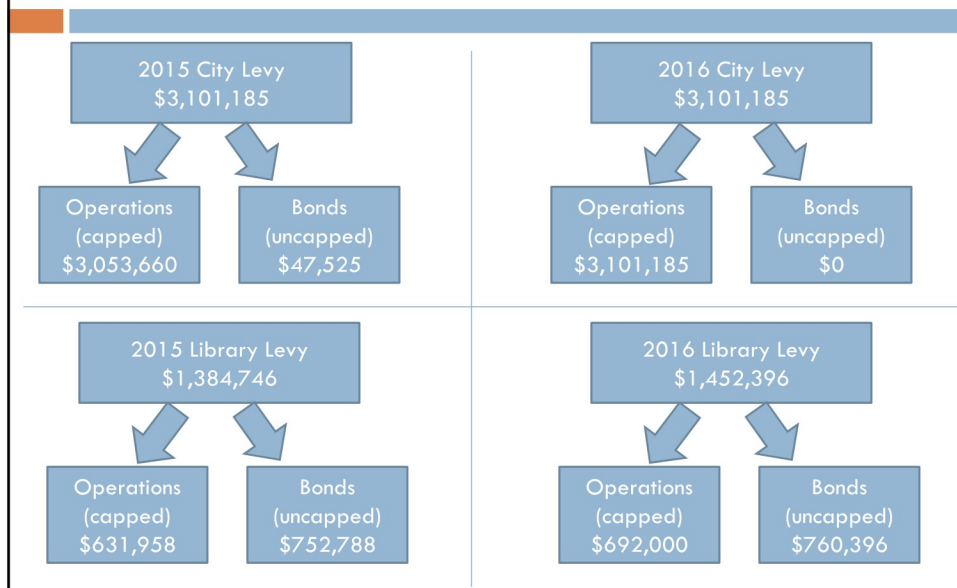 2015 City Levy
$3,101,185
Operations
(capped)
$3,053,660
Bonds
(uncapped)
$47,525
2016 City Levy
$3,101,185
Operations
(capped)
$3,101,185
Bonds
(uncapped)
$0
2015 Library Levy
$1,384,746
Operations
(capped)
$631,958
Bonds
(uncapped)
$752,788
2016 Library Levy
$1,452,396
Operations
(capped)
$692,000
Bonds
(uncapped)
$760,396